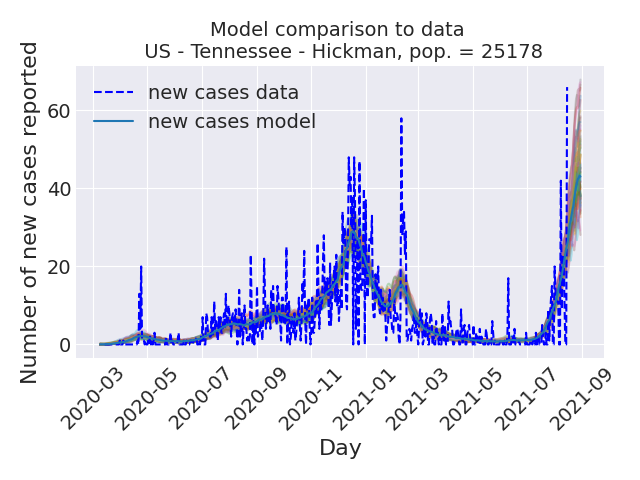 Model comparison to data
US - Tennessee - Hickman, pop. = 25178
Number of new cases reported
new cases data
new cases model
60
40
20
0
2020-03
2020-05
2020-07
2020-09
2020-11
2021-01
2021-03
2021-05
2021-07
2021-09
Day